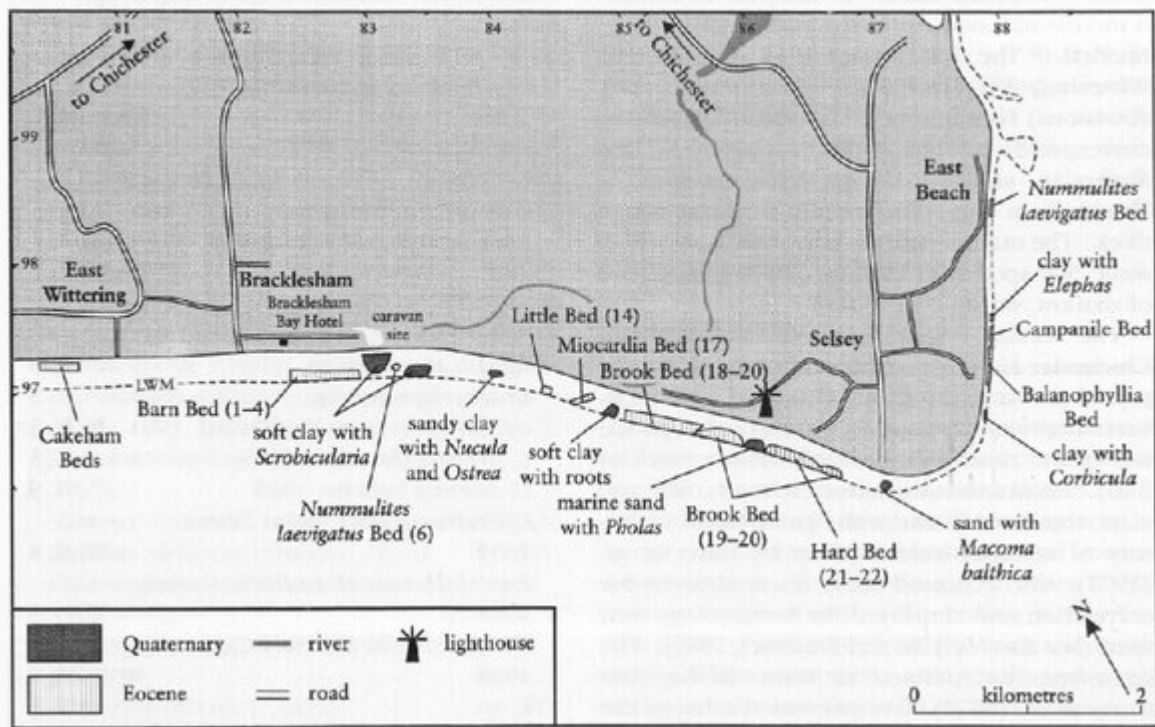 81
82
83
84
85
86
87
88
to Chichester
to Chichester
99
98
97
East
Wittering
Bracklesham
Bracklesham
Bay Hotel
caravan
site
Little Bed (14)
Miocardia Bed (17)
Brook Bed (18–20)
Selsey
East
Beach
Nummulites
laevigatus Bed
clay with
Elephas
Campanile Bed
Balanophyllia
Bed
clay with
Corbicula
LWM
Cakeham
Beds
Barn Bed (1–4)
soft clay with
Scrobicularia
Nummulites
laevigatus Bed (6)
sandy clay
with Nucula
and Ostrea
soft clay
with roots
marine sand
with Pholas
Brook Bed
(19–20)
Hard Bed
(21–22)
sand with
Macoma
balthica
N
Quaternary
river
lighthouse
Eocene
road
0 kilometres 2